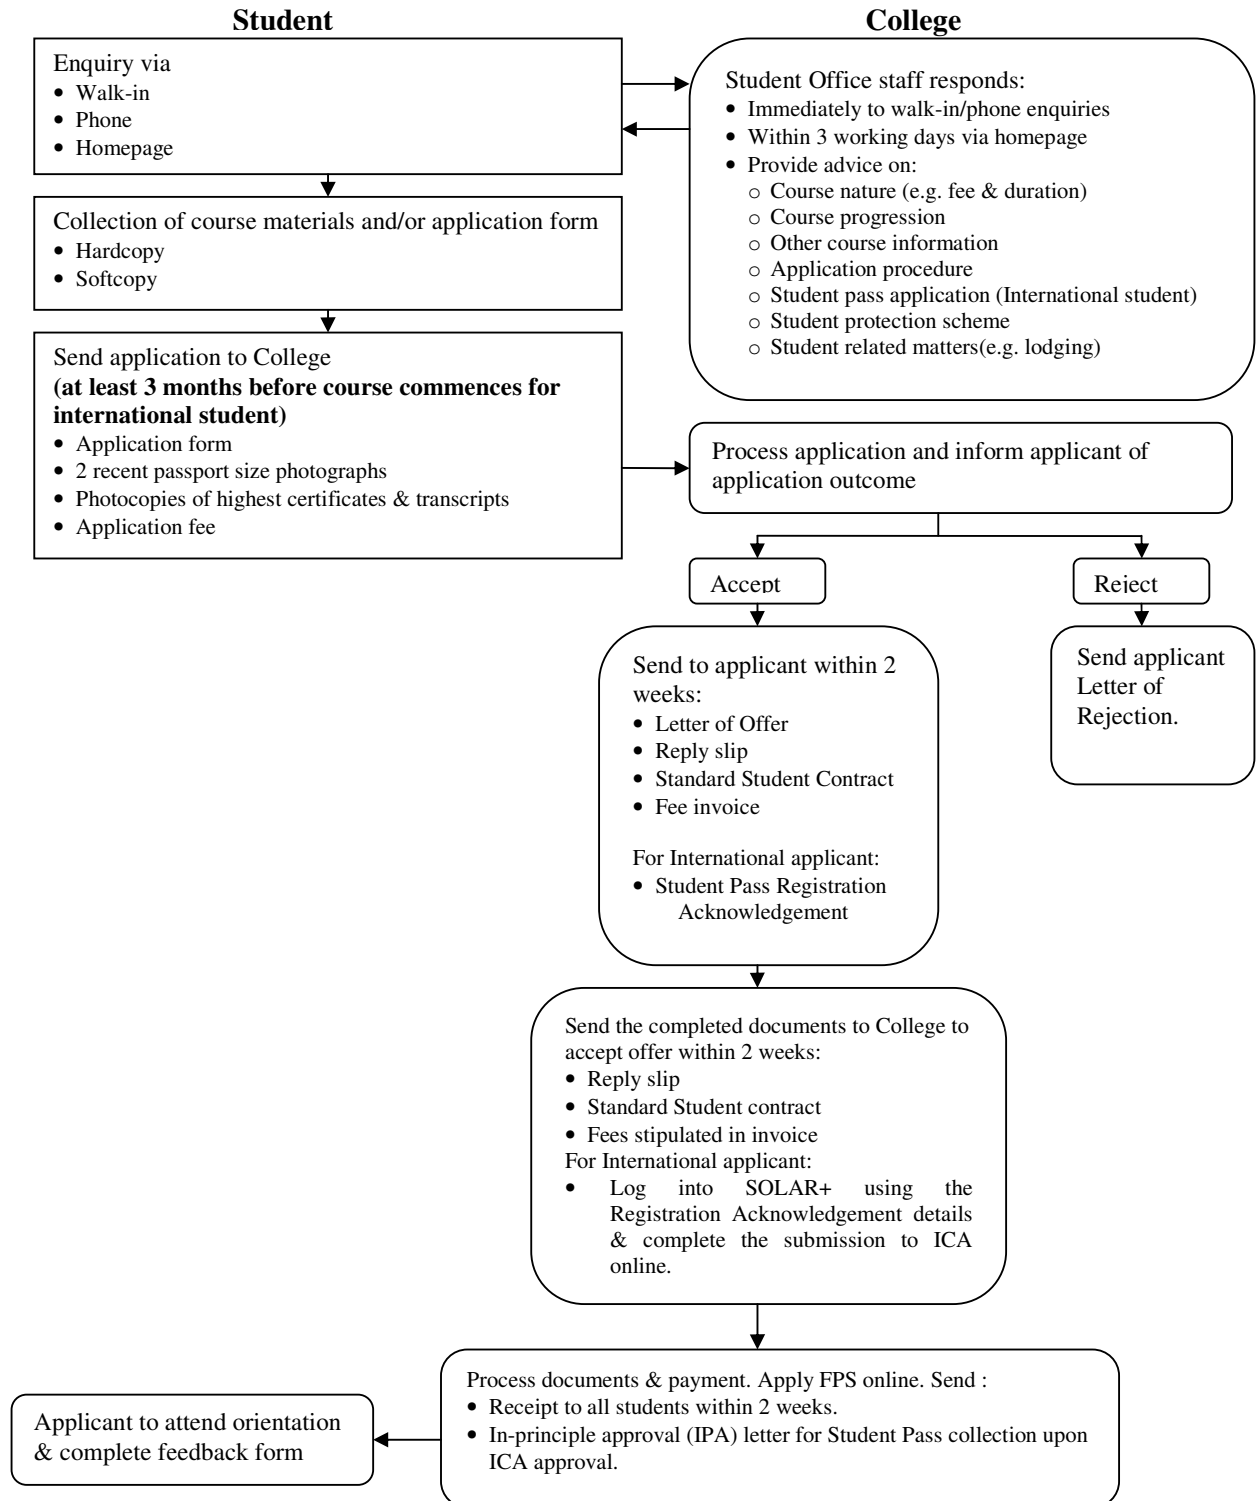 Student
College
Enquiry via
• Walk-in
• Phone
• Homepage
Student Office staff responds:
• Immediately to walk-in/phone enquiries
• Within 3 working days via homepage
• Provide advice on:
o Course nature (e.g. fee & duration)
o Course progression
o Other course information
o Application procedure
o Student pass application (International student)
o Student protection scheme
o Student related matters(e.g. lodging)
Collection of course materials and/or application form
• Hardcopy
• Softcopy
Send application to College
(at least 3 months before course commences for
international student)
• Application form
• 2 recent passport size photographs
• Photocopies of highest certificates & transcripts
• Application fee
Process application and inform applicant of
application outcome
Accept
Reject
Send to applicant within 2
weeks:
• Letter of Offer
• Reply slip
• Standard Student Contract
• Fee invoice
For International applicant:
• Student Pass Registration
Acknowledgement
Send applicant
Letter of
Rejection.
Send the completed documents to College to
accept offer within 2 weeks:
• Reply slip
• Standard Student contract
• Fees stipulated in invoice
For International applicant:
• Log into SOLAR+ using the
Registration Acknowledgement details
& complete the submission to ICA
online.
Process documents & payment. Apply FPS online. Send :
• Receipt to all students within 2 weeks.
• In-principle approval (IPA) letter for Student Pass collection upon
ICA approval.
Applicant to attend orientation
& complete feedback form